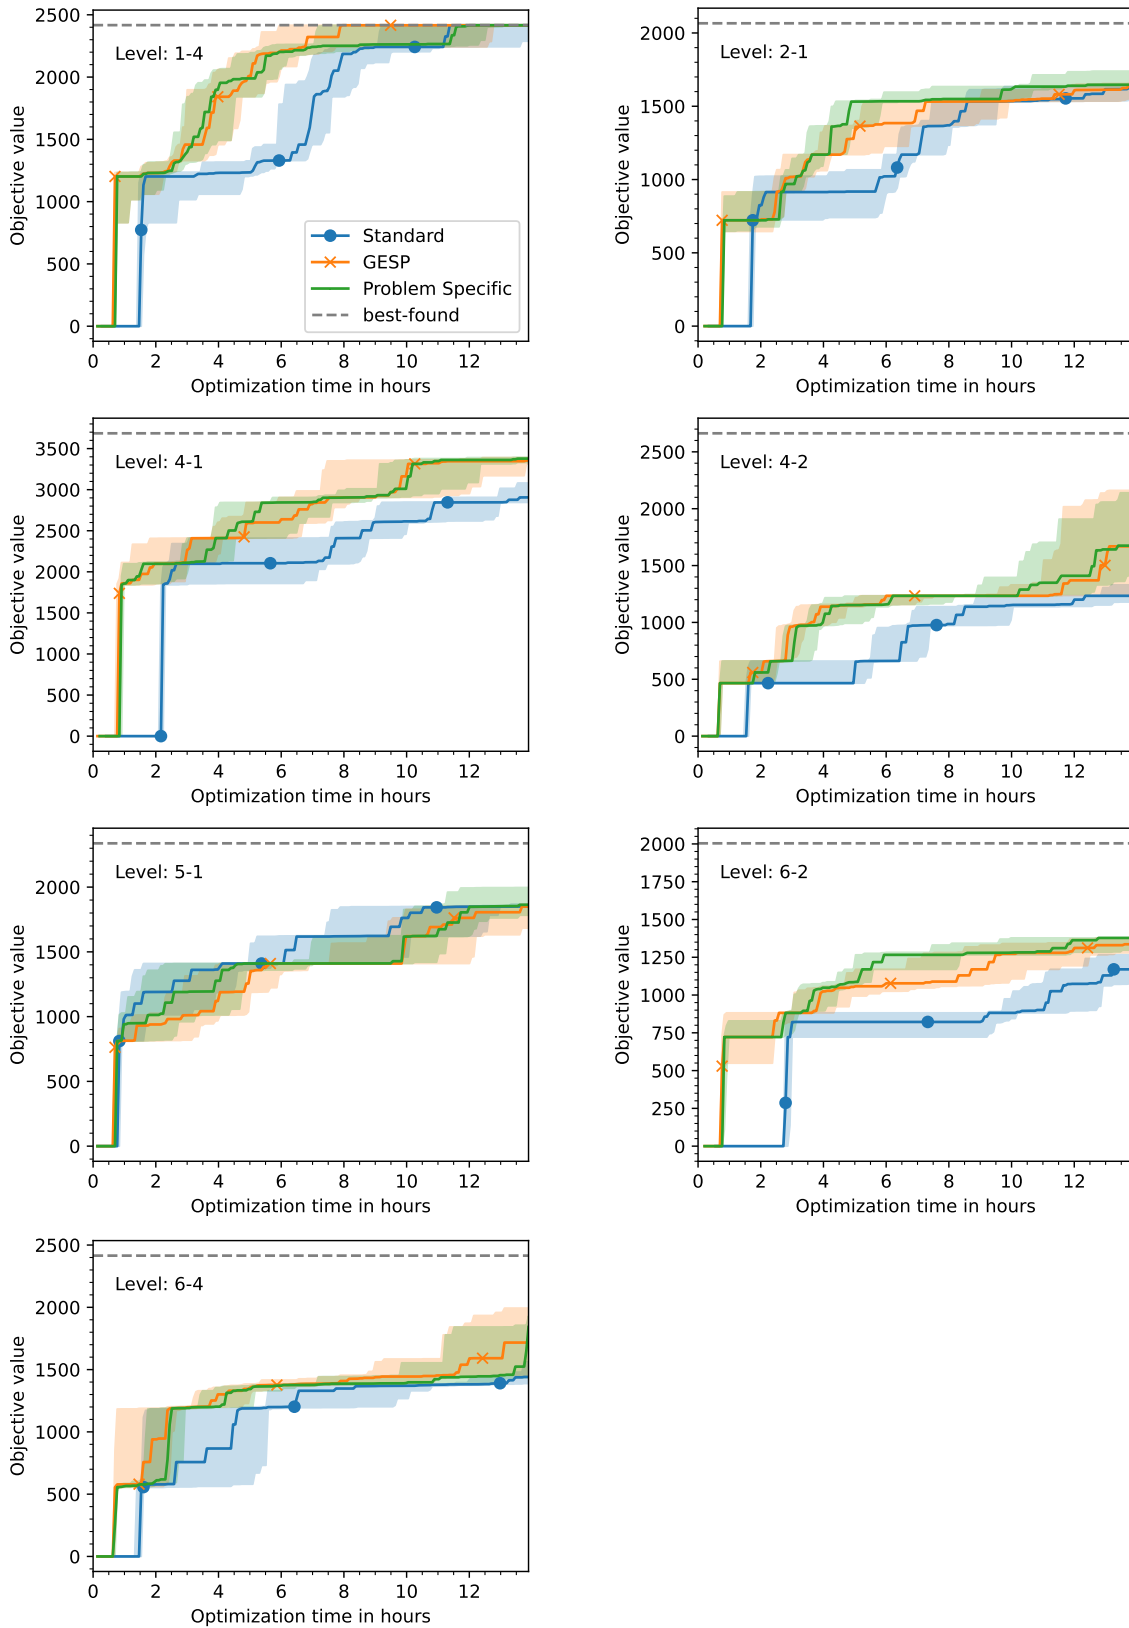 2500
2000
1500
1000
500
0
Objective value
Level: 1-4
Standard
GESP
Problem Specific
best-found
0 2 4 6 8 10 12
Optimization time in hours
2000
1500
1000
500
0
Objective value
Level: 2-1
0 2 4 6 8 10 12
Optimization time in hours
3500
3000
2500
2000
1500
1000
500
0
Objective value
Level: 4-1
0 2 4 6 8 10 12
Optimization time in hours
2500
2000
1500
1000
500
0
Objective value
Level: 4-2
0 2 4 6 8 10 12
Optimization time in hours
2000
1500
1000
500
0
Objective value
Level: 5-1
0 2 4 6 8 10 12
Optimization time in hours
2000
1750
1500
1250
1000
750
500
250
0
Objective value
Level: 6-2
0 2 4 6 8 10 12
Optimization time in hours
2500
2000
1500
1000
500
0
Objective value
Level: 6-4
0 2 4 6 8 10 12
Optimization time in hours